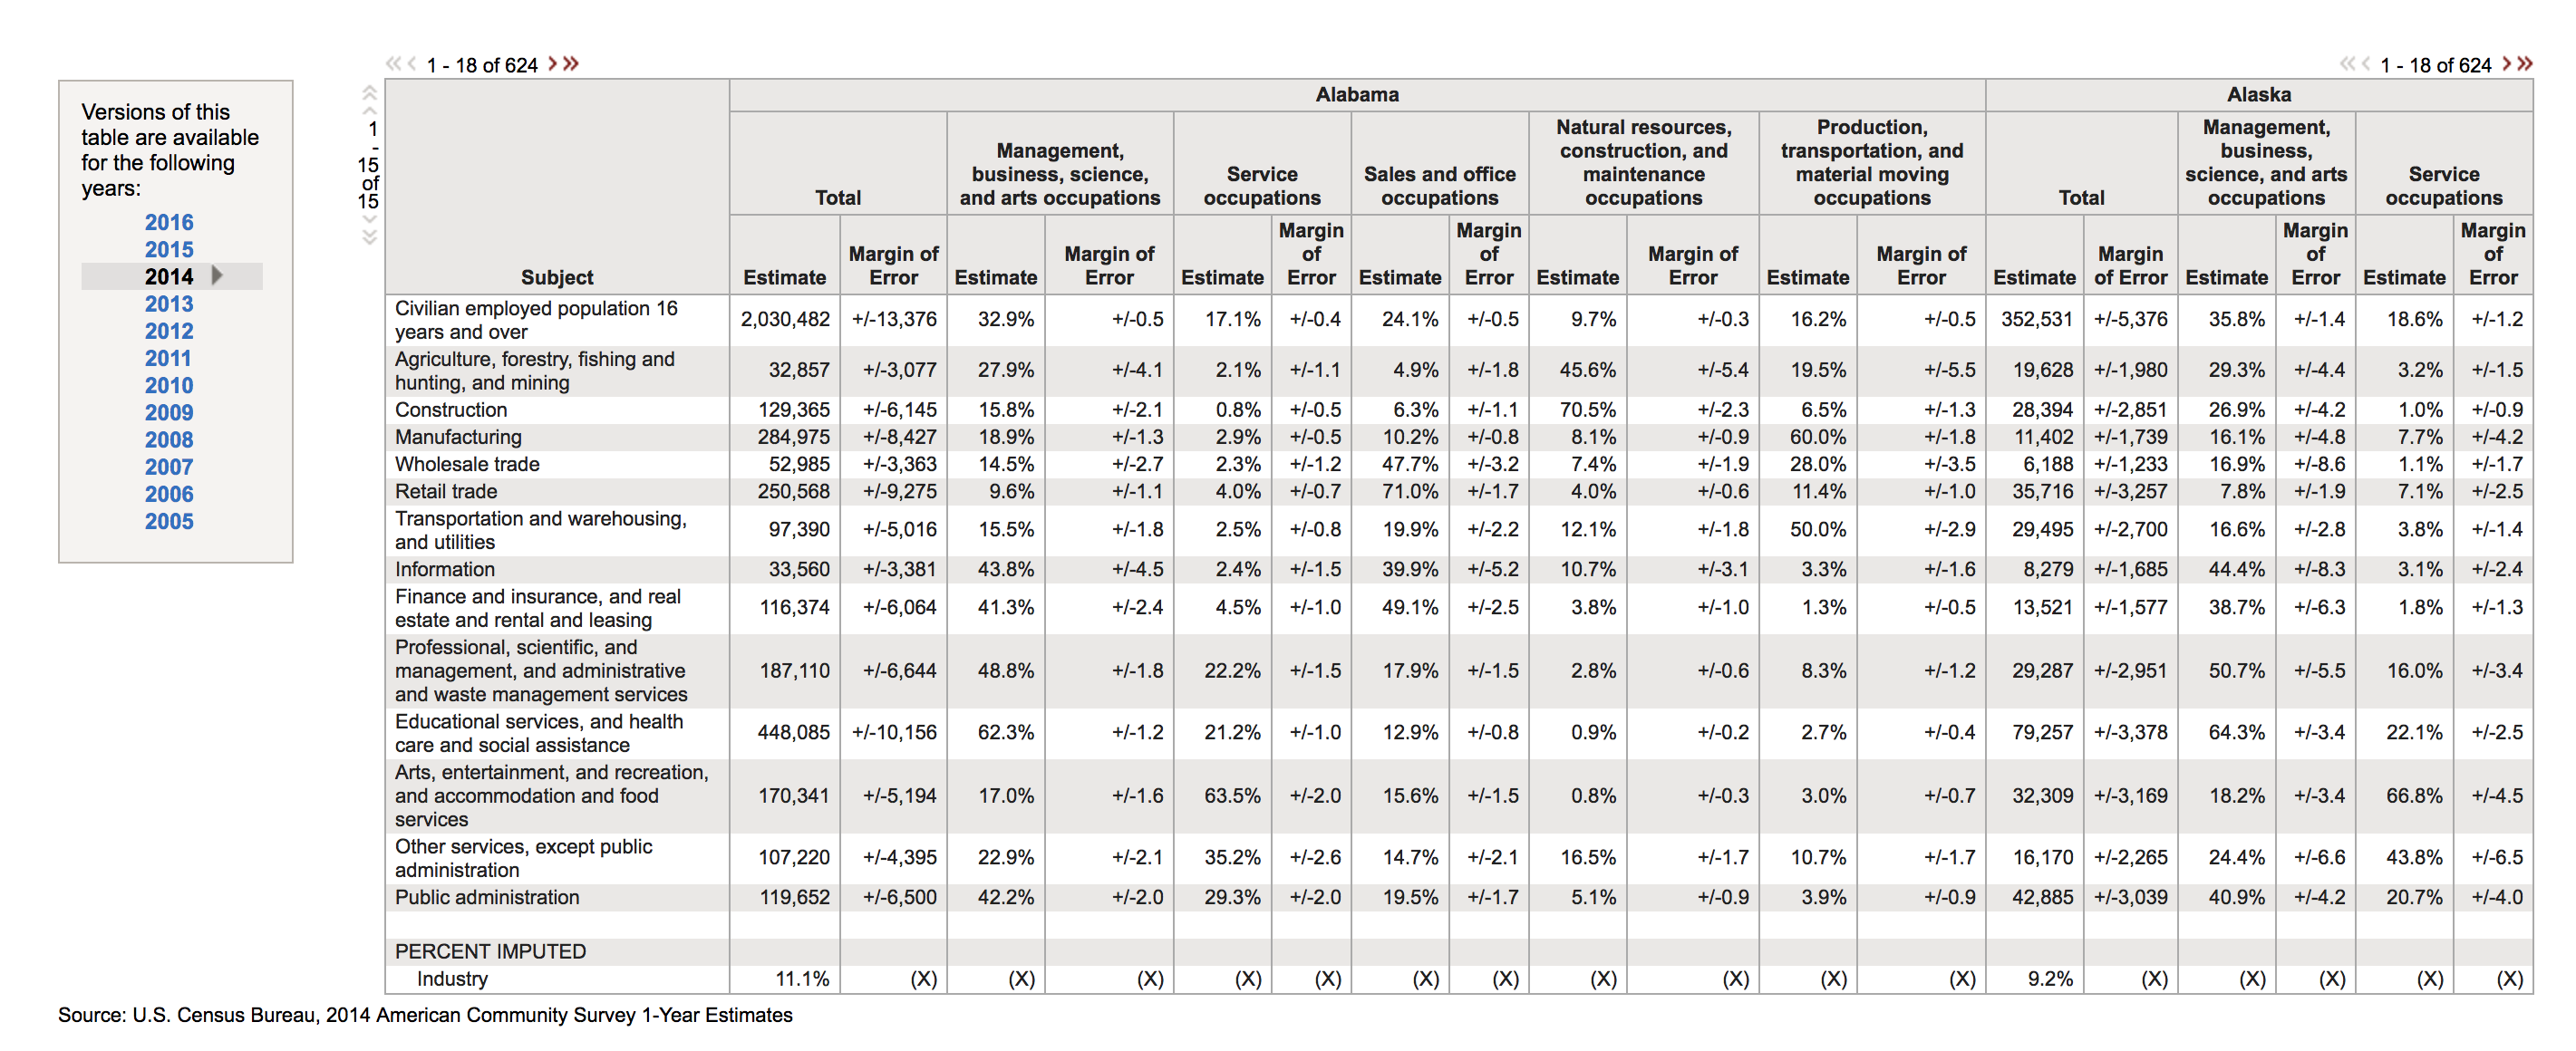 1 - 18 of 624
1 - 18 of 624
Versions of this
table are available
for the following
years:
2016
2015
2014
2013
2012
2011
2010
2009
2008
2007
2006
2005
1
-
15
of
15
Alabama Alaska
Total Management, business, science, and arts occupations Service occupations Sales and office occupations Natural resources, construction, and maintenance occupations Production, transportation, and material moving occupations Total Management, business, science, and arts occupations Service occupations
Subject Estimate Margin of Error Estimate Margin of Error Estimate Margin of Error Estimate Margin of Error Estimate Margin of Error Estimate Margin of Error Estimate Margin of Error Estimate Margin of Error Estimate Margin of Error
Civilian employed population 16
years and over 2,030,482 +/-13,376 32.9% +/-0.5 17.1% +/-0.4 24.1% +/-0.5 9.7% +/-0.3 16.2% +/-0.5 352,531 +/-5,376 35.8% +/-1.4 18.6% +/-1.2
Agriculture, forestry, fishing and
hunting, and mining 32,857 +/-3,077 27.9% +/-4.1 2.1% +/-1.1 4.9% +/-1.8 45.6% +/-5.4 19.5% +/-5.5 19,628 +/-1,980 29.3% +/-4.4 3.2% +/-1.5
Construction 129,365 +/-6,145 15.8% +/-2.1 0.8% +/-0.5 6.3% +/-1.1 70.5% +/-2.3 6.5% +/-1.3 28,394 +/-2,851 26.9% +/-4.2 1.0% +/-0.9
Manufacturing 284,975 +/-8,427 18.9% +/-1.3 2.9% +/-0.5 10.2% +/-0.8 8.1% +/-0.9 60.0% +/-1.8 11,402 +/-1,739 16.1% +/-4.8 7.7% +/-4.2
Wholesale trade 52,985 +/-3,363 14.5% +/-2.7 2.3% +/-1.2 47.7% +/-3.2 7.4% +/-1.9 28.0% +/-3.5 6,188 +/-1,233 16.9% +/-8.6 1.1% +/-1.7
Retail trade 250,568 +/-9,275 9.6% +/-1.1 4.0% +/-0.7 71.0% +/-1.7 4.0% +/-0.6 11.4% +/-1.0 35,716 +/-3,257 7.8% +/-1.9 7.1% +/-2.5
Transportation and warehousing,
and utilities 97,390 +/-5,016 15.5% +/-1.8 2.5% +/-0.8 19.9% +/-2.2 12.1% +/-1.8 50.0% +/-2.9 29,495 +/-2,700 16.6% +/-2.8 3.8% +/-1.4
Information 33,560 +/-3,381 43.8% +/-4.5 2.4% +/-1.5 39.9% +/-5.2 10.7% +/-3.1 3.3% +/-1.6 8,279 +/-1,685 44.4% +/-8.3 3.1% +/-2.4
Finance and insurance, and real
estate and rental and leasing 116,374 +/-6,064 41.3% +/-2.4 4.5% +/-1.0 49.1% +/-2.5 3.8% +/-1.0 1.3% +/-0.5 13,521 +/-1,577 38.7% +/-6.3 1.8% +/-1.3
Professional, scientific, and
management, and administrative
and waste management services 187,110 +/-6,644 48.8% +/-1.8 22.2% +/-1.5 17.9% +/-1.5 2.8% +/-0.6 8.3% +/-1.2 29,287 +/-2,951 50.7% +/-5.5 16.0% +/-3.4
Educational services, and health
care and social assistance 448,085 +/-10,156 62.3% +/-1.2 21.2% +/-1.0 12.9% +/-0.8 0.9% +/-0.2 2.7% +/-0.4 79,257 +/-3,378 64.3% +/-3.4 22.1% +/-2.5
Arts, entertainment, and recreation,
and accommodation and food
services 170,341 +/-5,194 17.0% +/-1.6 63.5% +/-2.0 15.6% +/-1.5 0.8% +/-0.3 3.0% +/-0.7 32,309 +/-3,169 18.2% +/-3.4 66.8% +/-4.5
Other services, except public
administration 107,220 +/-4,395 22.9% +/-2.1 35.2% +/-2.6 14.7% +/-2.1 16.5% +/-1.7 10.7% +/-1.7 16,170 +/-2,265 24.4% +/-6.6 43.8% +/-6.5
Public administration 119,652 +/-6,500 42.2% +/-2.0 29.3% +/-2.0 19.5% +/-1.7 5.1% +/-0.9 3.9% +/-0.9 42,885 +/-3,039 40.9% +/-4.2 20.7% +/-4.0
PERCENT IMPUTED
Industry 11.1% (X) (X) (X) (X) (X) (X) (X) (X) (X) (X) (X) 9.2% (X) (X) (X) (X) (X)
Source: U.S. Census Bureau, 2014 American Community Survey 1-Year Estimates